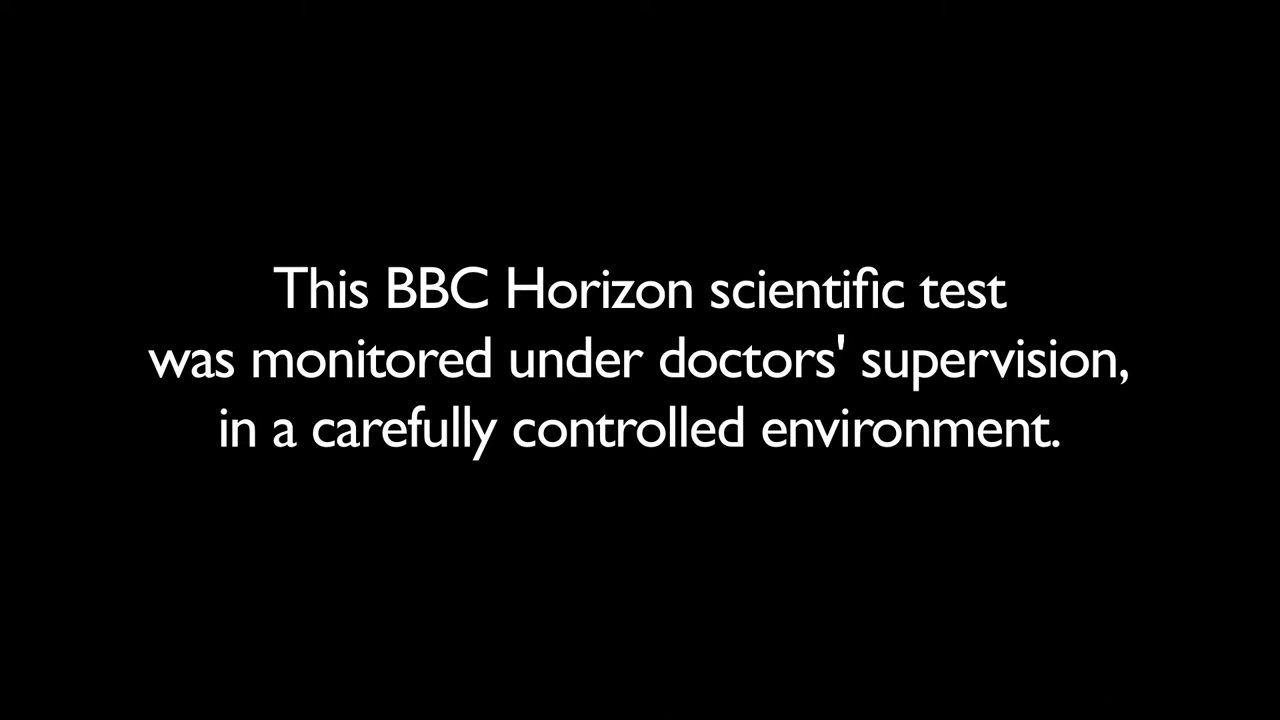 This BBC Horizon scientific test
was monitored under doctors' supervision,
in a carefully controlled environment.